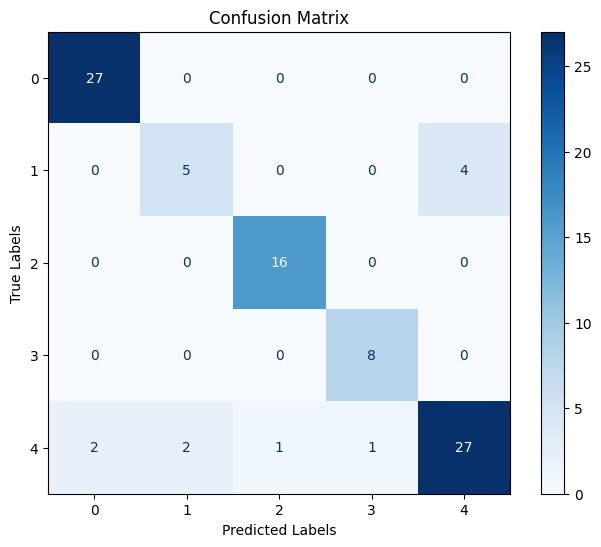 Confusion Matrix
True Labels
0 27 0 0 0 0
1 0 5 0 0 4
2 0 0 16 0 0
3 0 0 0 8 0
4 2 2 1 1 27
0 1 2 3 4
Predicted Labels
25
20
15
10
5
0